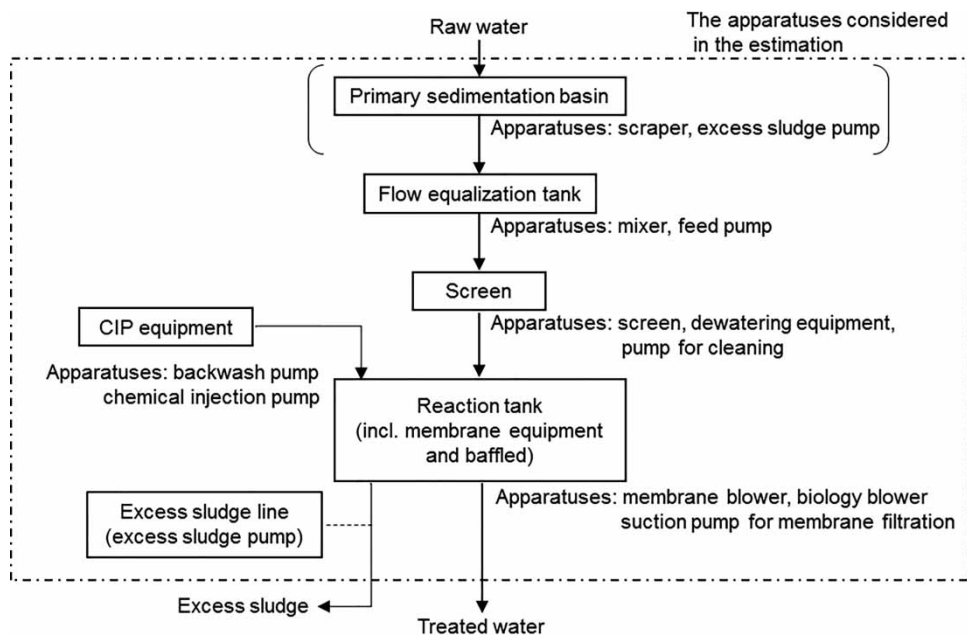 Raw water
The apparatuses considered
in the estimation
Primary sedimentation basin
Apparatuses: scraper, excess sludge pump
Flow equalization tank
Apparatuses: mixer, feed pump
Screen
Apparatuses: screen, dewatering equipment,
pump for cleaning
CIP equipment
Apparatuses: backwash pump
chemical injection pump
Reaction tank
(incl. membrane equipment
and baffled)
Apparatuses: membrane blower, biology blower
suction pump for membrane filtration
Excess sludge line
(excess sludge pump)
Excess sludge
Treated water